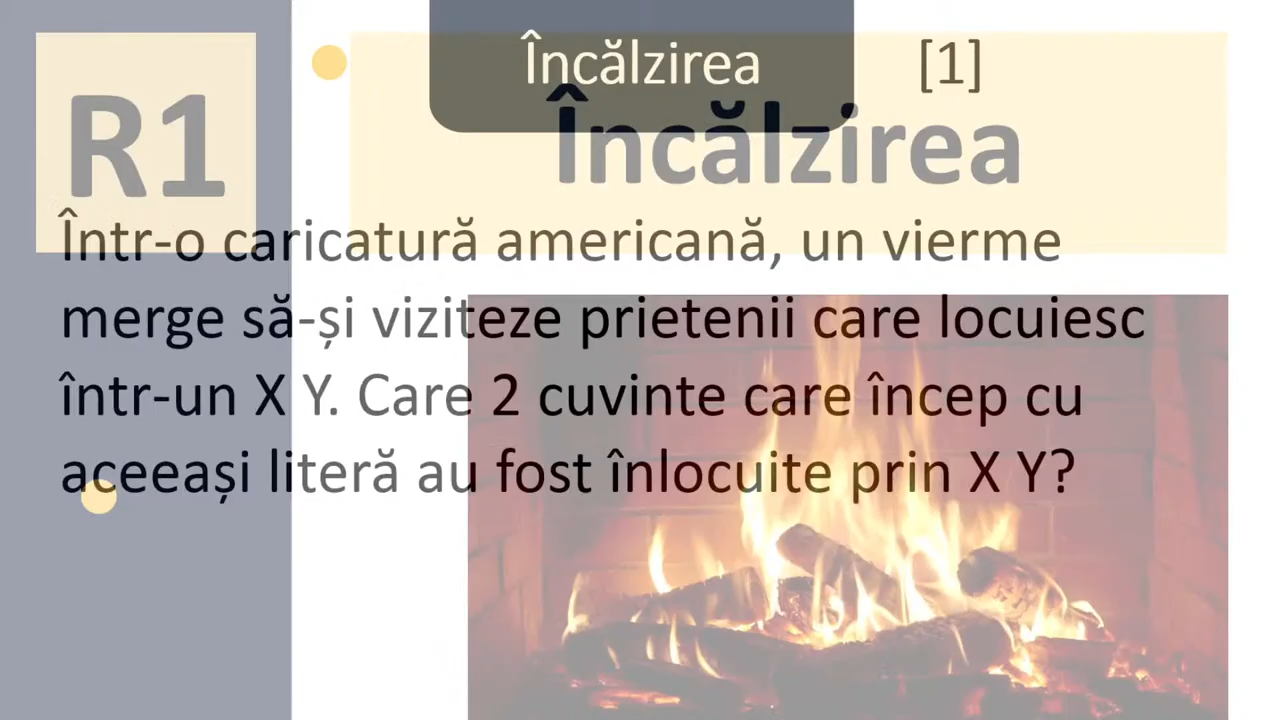 Încălzirea [1]
R1 Încălzirea
Într-o caricatură americană, un vierme
merge să-și viziteze prietenii care locuiesc
într-un X Y. Care 2 cuvinte care încep cu
aceeași literă au fost înlocuite prin X Y?